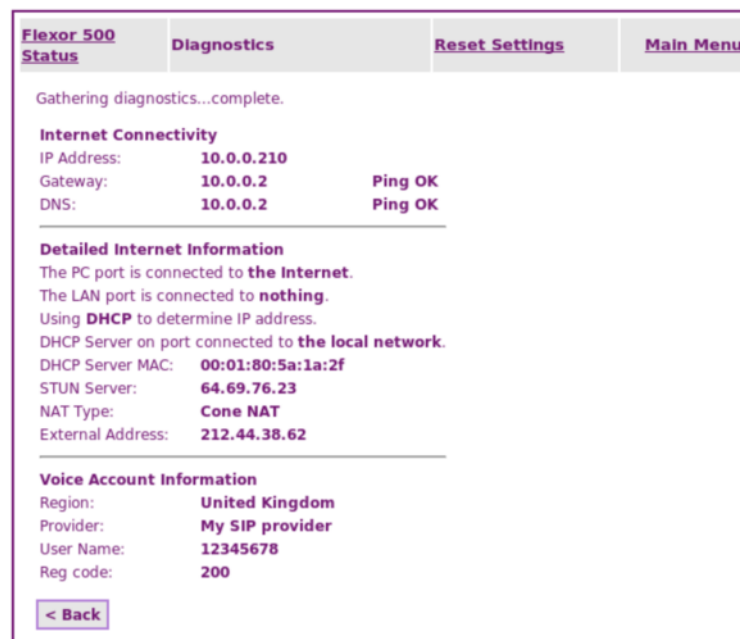 Flexor 500 Status Diagnostics Reset Settings Main Menu
Gathering diagnostics...complete.
Internet Connectivity
IP Address: 10.0.0.210
Gateway: 10.0.0.2 Ping OK
DNS: 10.0.0.2 Ping OK
Detailed Internet Information
The PC port is connected to the Internet.
The LAN port is connected to nothing.
Using DHCP to determine IP address.
DHCP Server on port connected to the local network.
DHCP Server MAC: 00:01:80:5a:1a:2f
STUN Server: 64.69.76.23
NAT Type: Cone NAT
External Address: 212.44.38.62
Voice Account Information
Region: United Kingdom
Provider: My SIP provider
User Name: 12345678
Reg code: 200
< Back